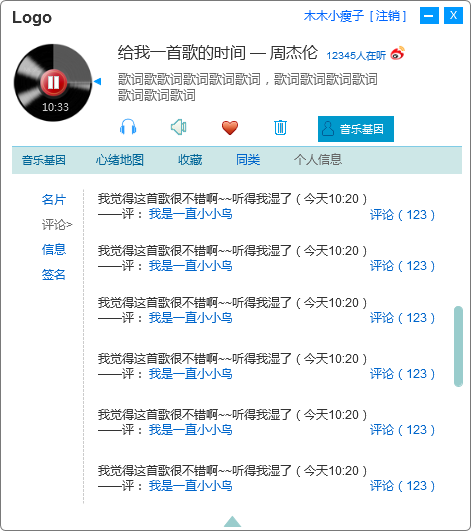 Logo
木木小瘦子 [ 注销 ]
给我一首歌的时间 — 周杰伦 12345人在听
歌词歌歌词歌词歌词歌词，歌词歌词歌词歌词
歌词歌词歌词
10:33
音乐基因
音乐基因 心绪地图 收藏 同类 个人信息
名片
评论>
信息
签名
我觉得这首歌很不错啊~~听得我湿了（今天10:20）
——评：我是一直小小鸟 评论（123）
我觉得这首歌很不错啊~~听得我湿了（今天10:20）
——评：我是一直小小鸟 评论（123）
我觉得这首歌很不错啊~~听得我湿了（今天10:20）
——评：我是一直小小鸟 评论（123）
我觉得这首歌很不错啊~~听得我湿了（今天10:20）
——评：我是一直小小鸟 评论（123）
我觉得这首歌很不错啊~~听得我湿了（今天10:20）
——评：我是一直小小鸟 评论（123）
我觉得这首歌很不错啊~~听得我湿了（今天10:20）
——评：我是一直小小鸟 评论（123）